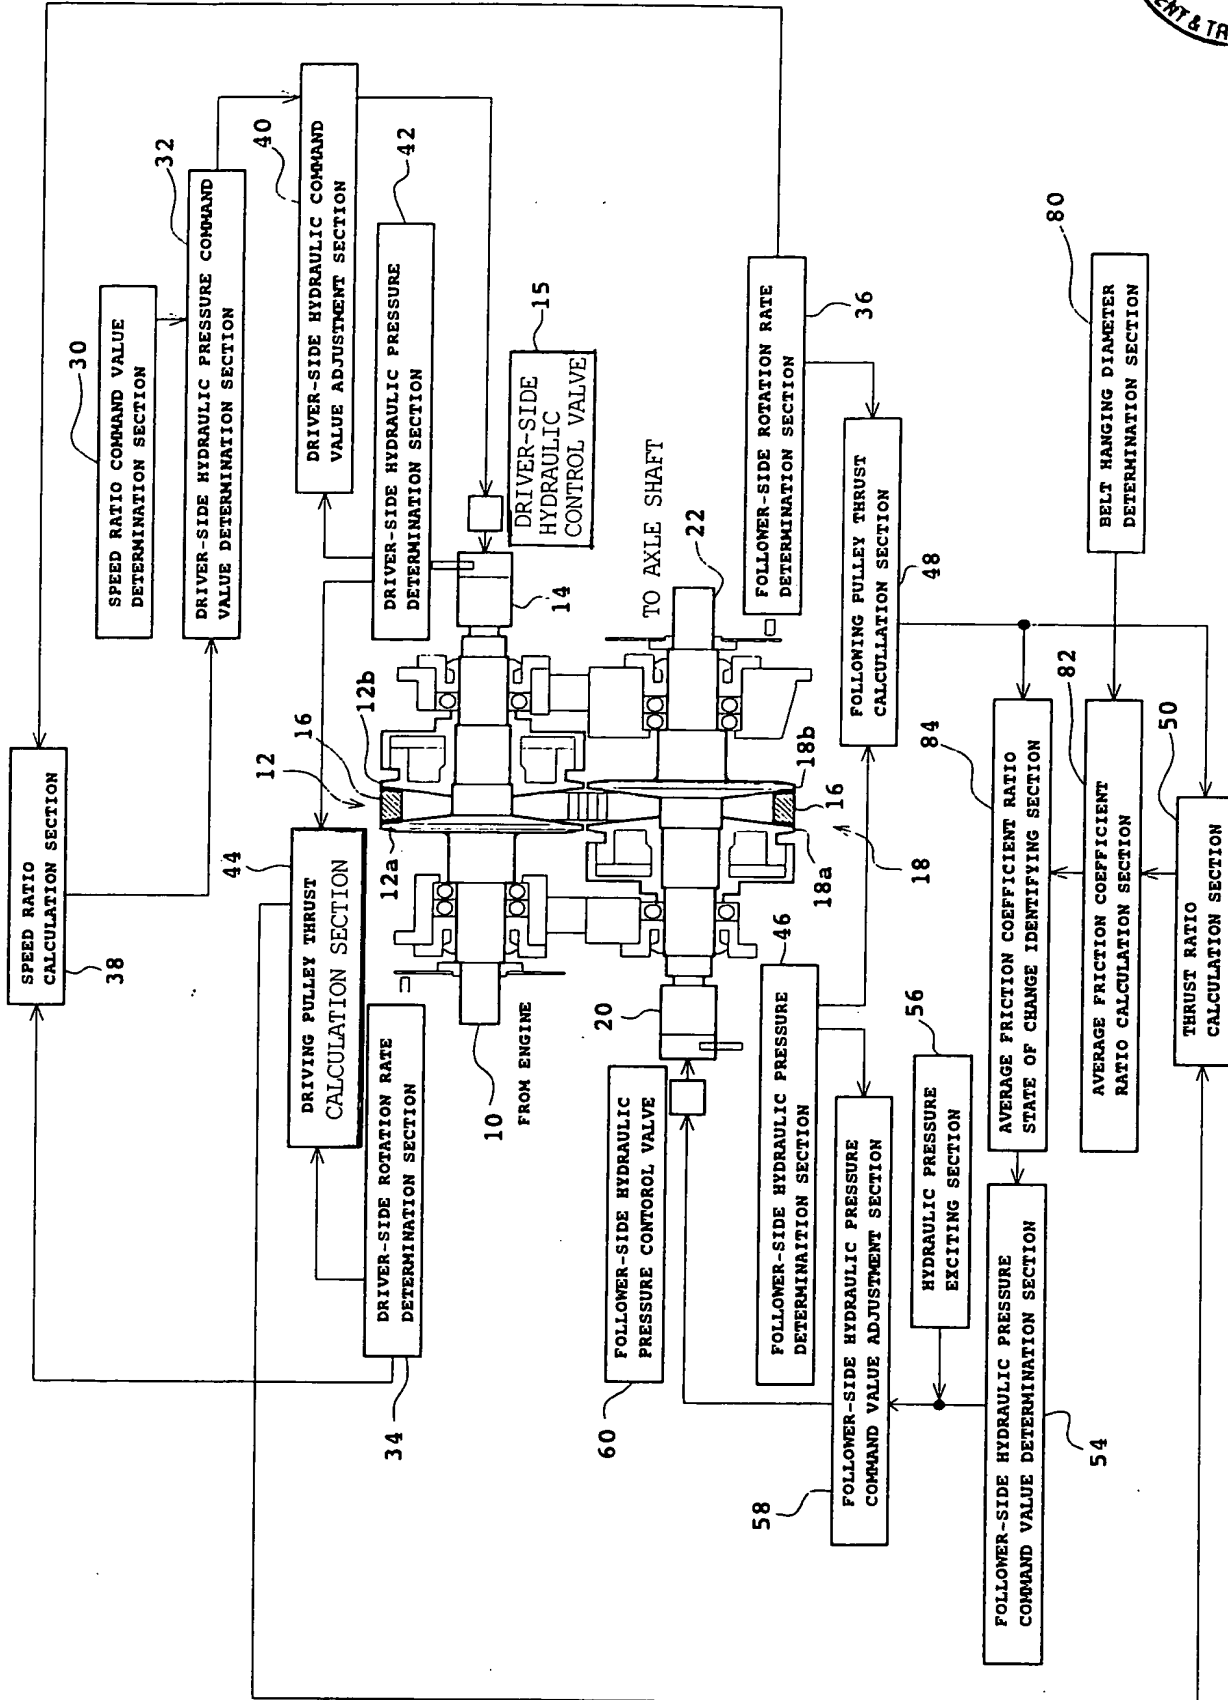 ENT & TR
SPEED RATIO
CALCULATION SECTION
38
SPEED RATIO COMMAND VALUE
DETERMINATION SECTION
30
DRIVER-SIDE HYDRAULIC PRESSURE COMMAND
VALUE DETERMINATION SECTION
32
DRIVER-SIDE HYDRAULIC COMMAND
VALUE ADJUSTMENT SECTION
40
DRIVING PULLEY THRUST
CALCULATION SECTION
44
DRIVER-SIDE HYDRAULIC PRESSURE
DETERMINATION SECTION
42
DRIVER-SIDE ROTATION RATE
DETERMINATION SECTION
34
12
16
12a
12b
10
FROM ENGINE
14
DRIVER-SIDE
HYDRAULIC
CONTROL VALVE
15
FOLLOWER-SIDE HYDRAULIC
PRESSURE CONTOROL VALVE
60
20
18a
18b
16
18
TO AXLE SHAFT
22
FOLLOWER-SIDE ROTATION RATE
DETERMINATION SECTION
36
FOLLOWER-SIDE HYDRAULIC PRESSURE
DETERMINAITION SECTION
46
FOLLOWER-SIDE HYDRAULIC PRESSURE
COMMAND VALUE ADJUSTMENT SECTION
58
FOLLOWING PULLEY THRUST
CALCULLATION SECTION
48
HYDRAULIC PRESSURE
EXCITING SECTION
56
FOLLOWER-SIDE HYDRAULIC PRESSURE
COMMAND VALUE DETERMINATION SECTION
54
AVERAGE FRICTION COEFFICIENT RATIO
STATE OF CHANGE IDENTIFYING SECTION
84
AVERAGE FRICTION COEFFICIENT
RATIO CALCULATION SECTION
82
BELT HANGING DIAMETER
DETERMINATION SECTION
80
THRUST RATIO
CALCULATION SECTION
50